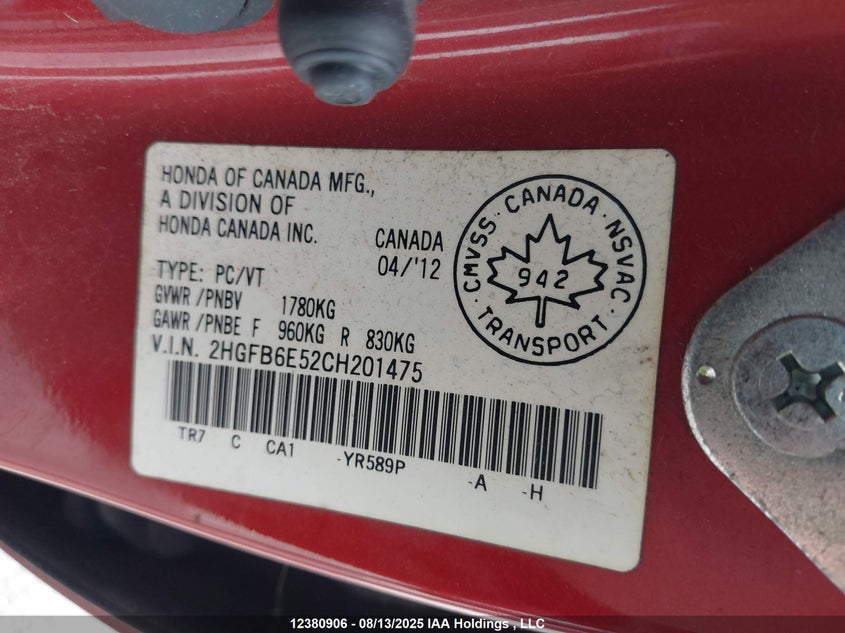 HONDA OF CANADA MFG.,
A DIVISION OF
HONDA CANADA INC.
CANADA
04/'12
TYPE: PC/VT
GVWR /PNBV 1780KG
GAWR /PNBE F 960KG R 830KG
V.I.N. 2HGFB6E52CH201475
TR7 C CA1 -YR589P -A -H
CMVSS · CANADA · NSVAC · TRANSPORT ·
942
12380906 - 08/13/2025 IAA Holdings , LLC